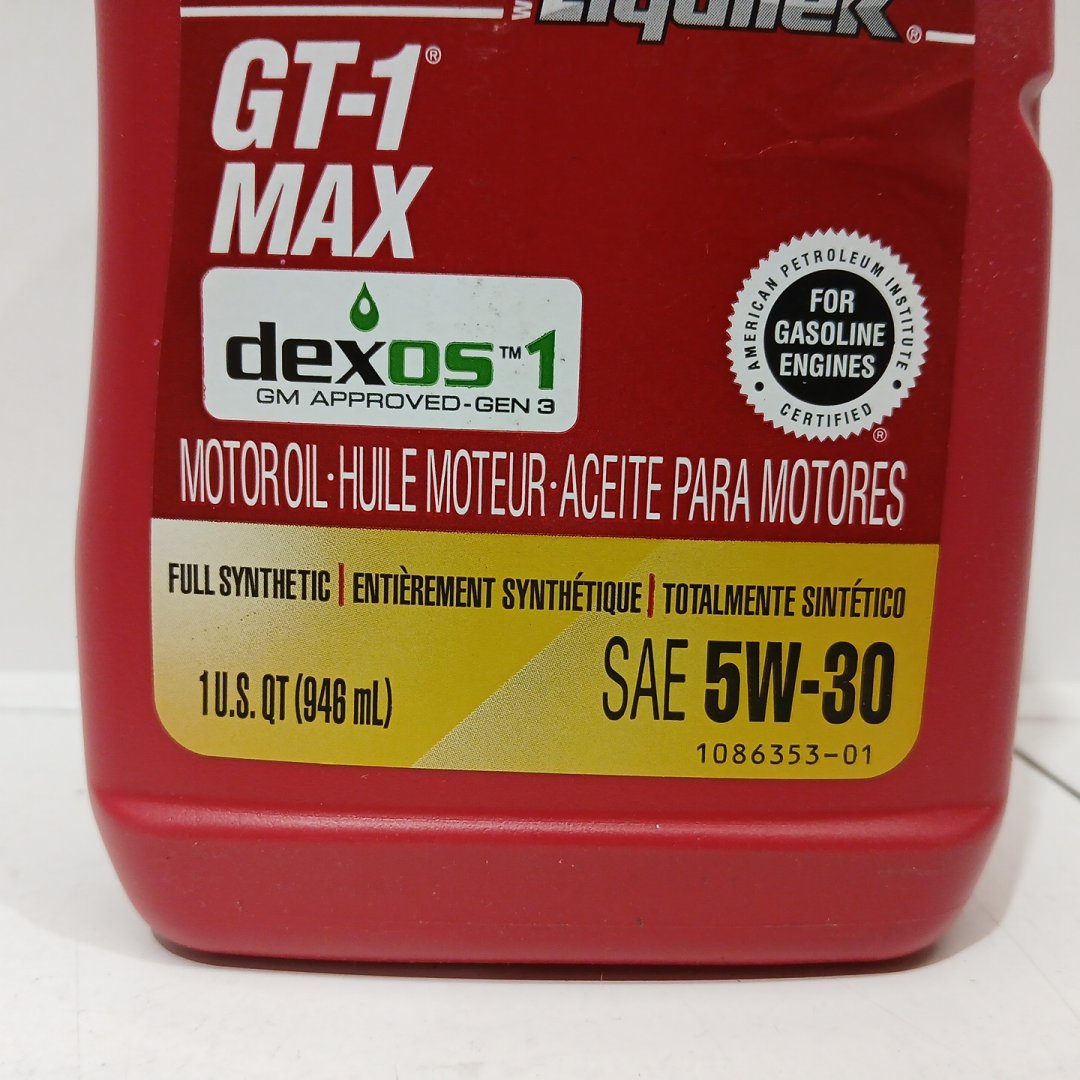 LiquiTek®
GT-1®
MAX
dexos™1
GM APPROVED-GEN 3
AMERICAN PETROLEUM INSTITUTE
FOR
GASOLINE
ENGINES
CERTIFIED
®
MOTOR OIL·HUILE MOTEUR·ACEITE PARA MOTORES
FULL SYNTHETIC | ENTIÈREMENT SYNTHÉTIQUE | TOTALMENTE SINTÉTICO
1 U.S. QT (946 mL)
SAE 5W-30
1086353-01